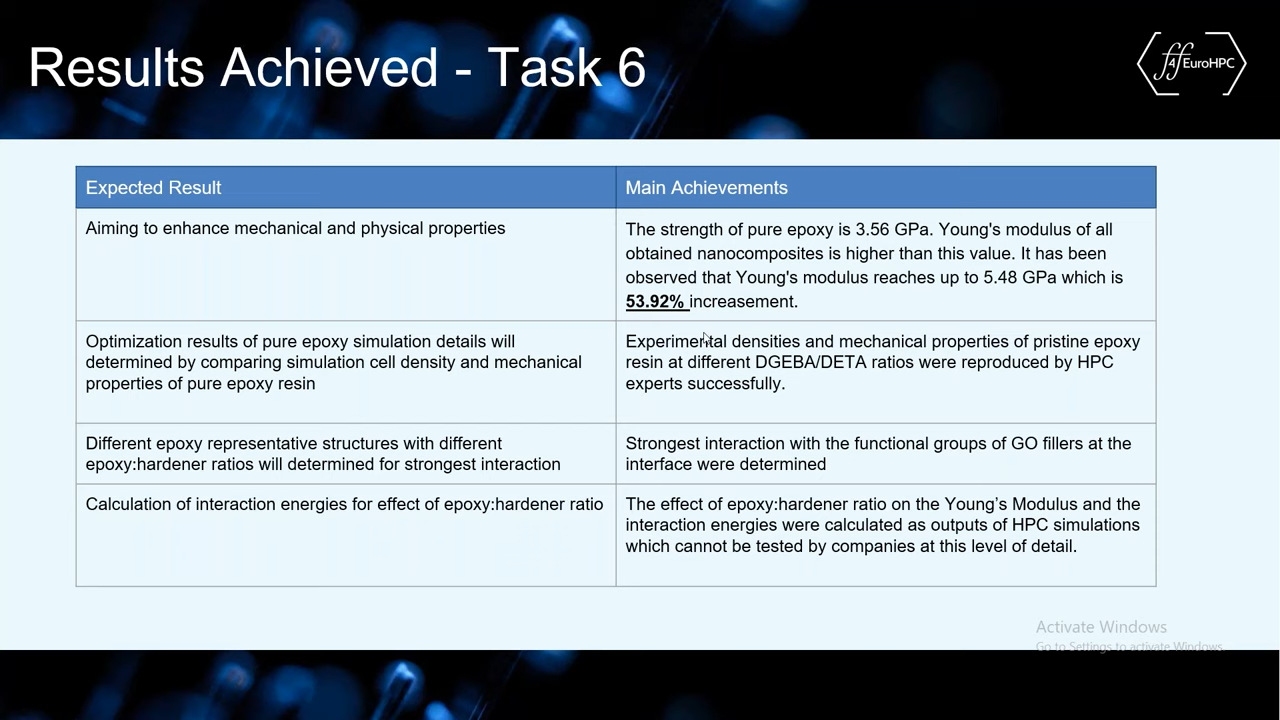 Results Achieved - Task 6
ff4EuroHPC
Expected Result
Main Achievements
Aiming to enhance mechanical and physical properties
The strength of pure epoxy is 3.56 GPa. Young's modulus of all
obtained nanocomposites is higher than this value. It has been
observed that Young's modulus reaches up to 5.48 GPa which is
53.92% increasement.
Optimization results of pure epoxy simulation details will
determined by comparing simulation cell density and mechanical
properties of pure epoxy resin
Experimental densities and mechanical properties of pristine epoxy
resin at different DGEBA/DETA ratios were reproduced by HPC
experts successfully.
Different epoxy representative structures with different
epoxy:hardener ratios will determined for strongest interaction
Strongest interaction with the functional groups of GO fillers at the
interface were determined
Calculation of interaction energies for effect of epoxy:hardener ratio
The effect of epoxy:hardener ratio on the Young’s Modulus and the
interaction energies were calculated as outputs of HPC simulations
which cannot be tested by companies at this level of detail.
Activate Windows
Go to Settings to activate Windows.